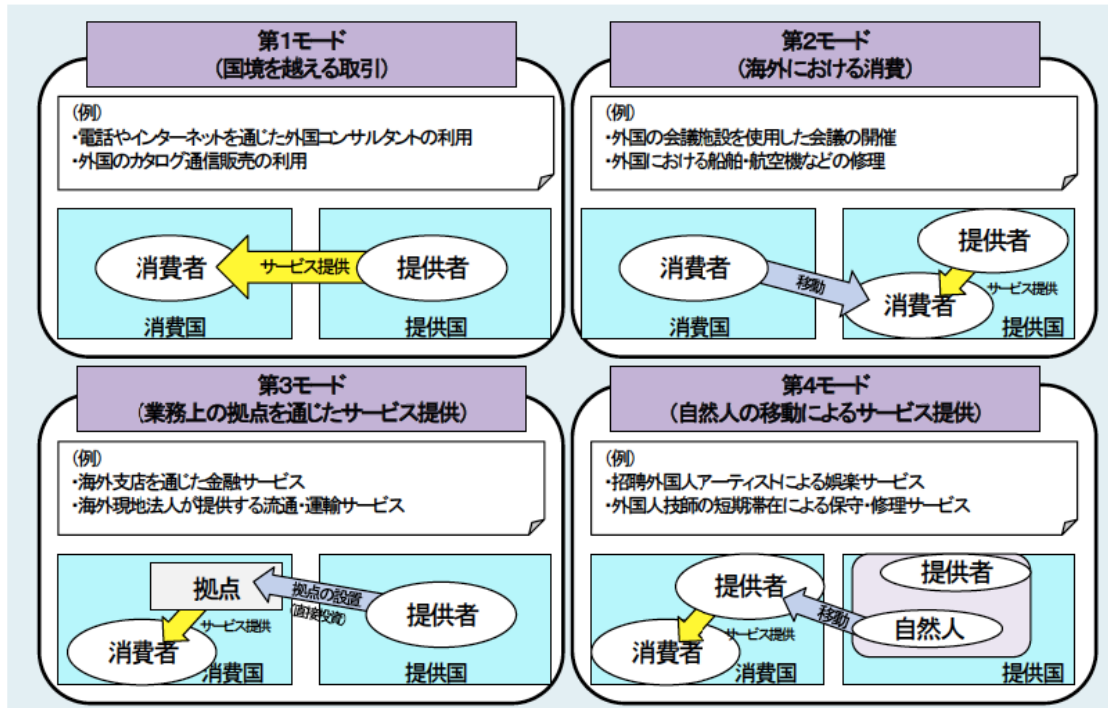 第1モード
(国境を越える取引)
(例)
・電話やインターネットを通じた外国コンサルタントの利用
・外国のカタログ通信販売の利用
消費者
サービス提供
提供者
消費国
提供国
第2モード
(海外における消費)
(例)
・外国の会議施設を使用した会議の開催
・外国における船舶・航空機などの修理
消費者
移動
提供者
サービス提供
消費者
消費国
提供国
第3モード
(業務上の拠点を通じたサービス提供)
(例)
・海外支店を通じた金融サービス
・海外現地法人が提供する流通・運輸サービス
拠点
拠点の設置
(直接投資)
提供者
サービス提供
消費者
消費国
提供国
第4モード
(自然人の移動によるサービス提供)
(例)
・招聘外国人アーティストによる娯楽サービス
・外国人技師の短期滞在による保守・修理サービス
提供者
提供者
移動
自然人
サービス提供
消費者
消費国
提供国